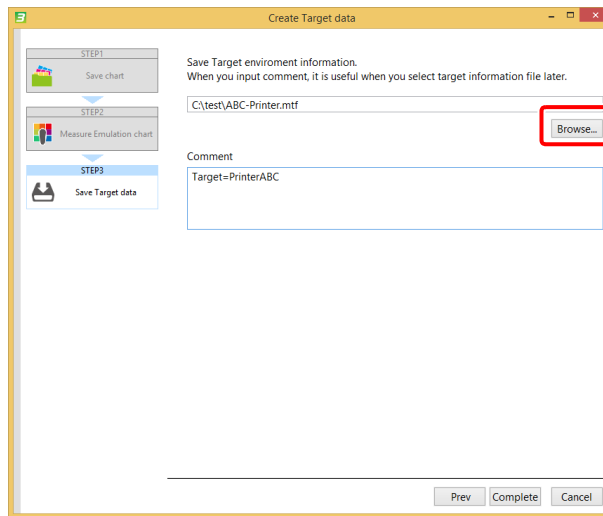 Create Target data
STEP1
Save chart
STEP2
Measure Emulation chart
STEP3
Save Target data
Save Target enviroment information.
When you input comment, it is useful when you select target information file later.
C:\test\ABC-Printer.mtf
Browse...
Comment
Target=PrinterABC
Prev Complete Cancel